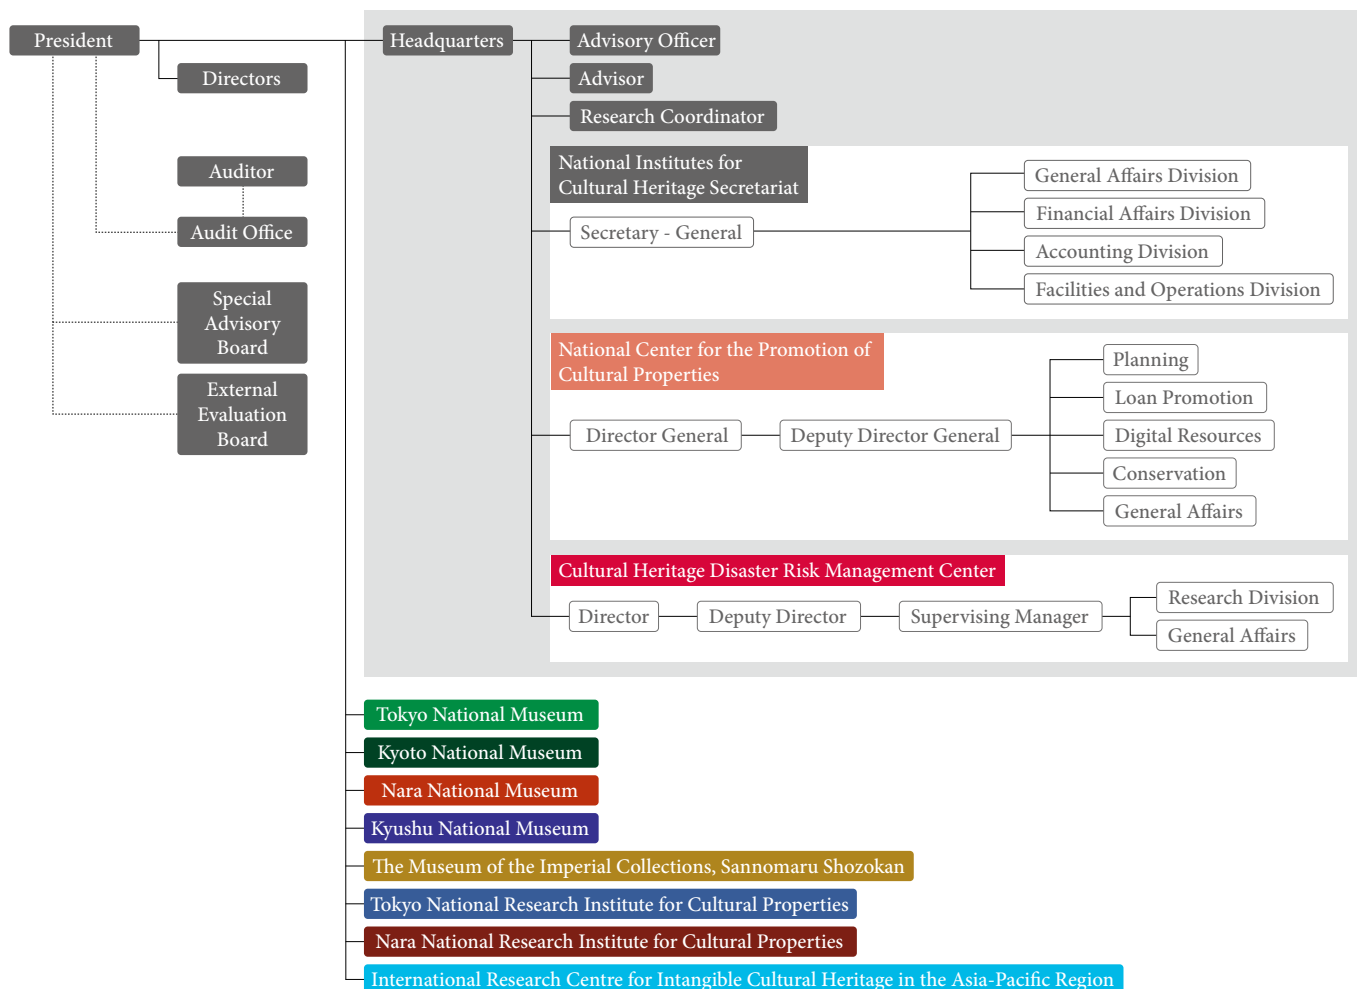 President
Directors
Auditor
Audit Office
Special
Advisory
Board
External
Evaluation
Board
Headquarters
Advisory Officer
Advisor
Research Coordinator
National Institutes for
Cultural Heritage Secretariat
Secretary - General
General Affairs Division
Financial Affairs Division
Accounting Division
Facilities and Operations Division
National Center for the Promotion of
Cultural Properties
Director General
Deputy Director General
Planning
Loan Promotion
Digital Resources
Conservation
General Affairs
Cultural Heritage Disaster Risk Management Center
Director
Deputy Director
Supervising Manager
Research Division
General Affairs
Tokyo National Museum
Kyoto National Museum
Nara National Museum
Kyushu National Museum
The Museum of the Imperial Collections, Sannomaru Shozokan
Tokyo National Research Institute for Cultural Properties
Nara National Research Institute for Cultural Properties
International Research Centre for Intangible Cultural Heritage in the Asia-Pacific Region